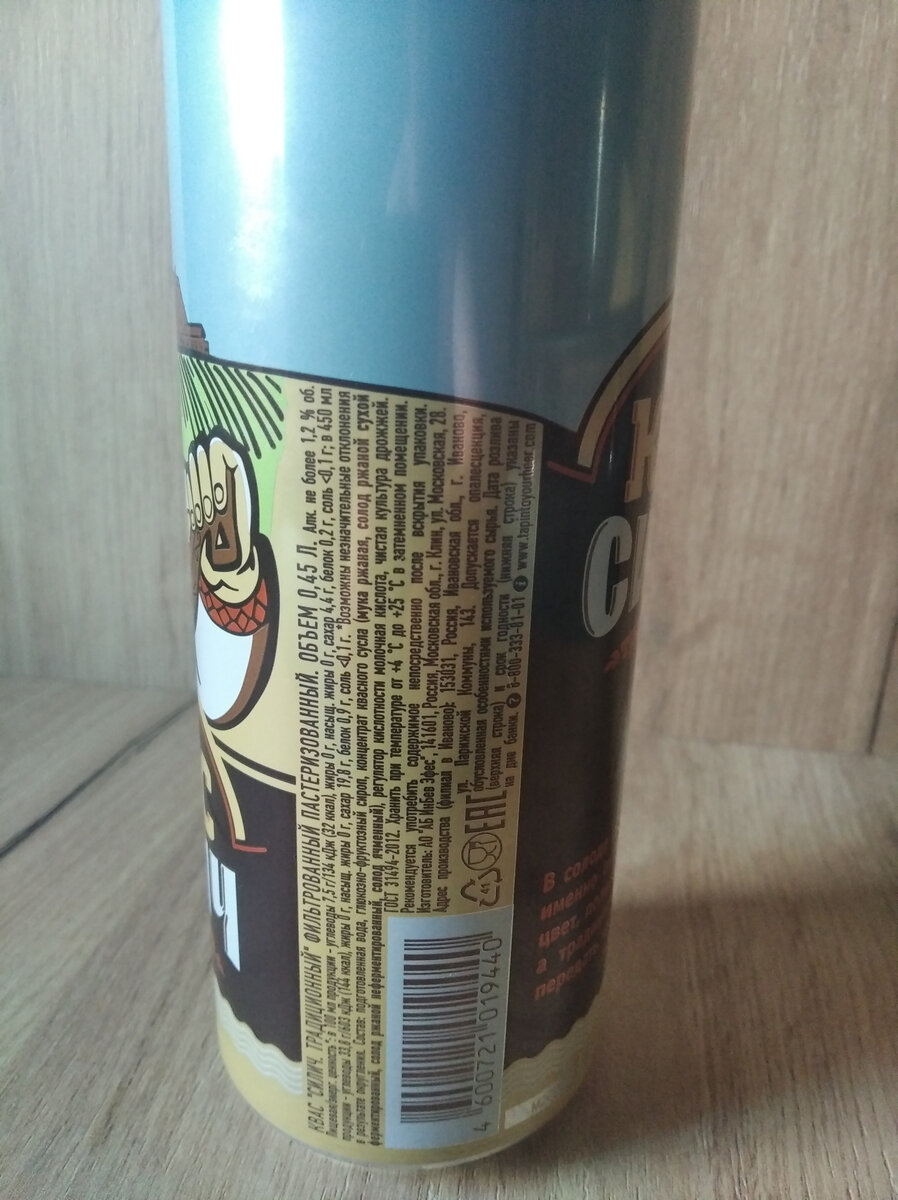 КВАС "СИЛИЧ. ТРАДИЦИОННЫЙ" ФИЛЬТРОВАННЫЙ ПАСТЕРИЗОВАННЫЙ. ОБЪЕМ 0,45 Л. Алк. не более 1,2 % об.
Пищевая/энерг. ценность*: в 100 мл продукции - углеводы 7,5 г/134 кДж (32 ккал), жиры 0 г, насыщ. жиры 0 г, сахар 4,4 г, белок 0,2 г, соль <0,1 г; в 450 мл
продукции - углеводы 33,8 г/603 кДж (144 ккал), жиры 0 г, насыщ. жиры 0 г, сахар 19,8 г, белок 0,9 г, соль <0,1 г. *Возможны незначительные отклонения
в результате округления. Состав: подготовленная вода, глюкозно-фруктозный сироп, концентрат квасного сусла (мука ржаная, солод ржаной сухой
ферментированный, солод ржаной неферментированный, солод ячменный), регулятор кислотности молочная кислота, чистая культура дрожжей.
ГОСТ 31494-2012. Хранить при температуре от +4 °С до +25 °С в затемненном помещении.
Рекомендуется употребить содержимое непосредственно после вскрытия упаковки.
Изготовитель: АО "АБ ИнБев Эфес", 141601, Россия, Московская обл., г. Клин, ул. Московская, 28.
Адрес производства (филиал в Иваново): 153031, Россия, Ивановская обл., г. Иваново,
ул. Парижской Коммуны, 143. Допускается опалесценция,
обусловленная особенностями используемого сырья. Дата розлива
(верхняя строка) и срок годности (нижняя строка) указаны
на дне банки. 8-800-333-81-01 www.tapintoyourbeer.com
41
ЕАС
4 600721 019440
В
именно
цвет,
а